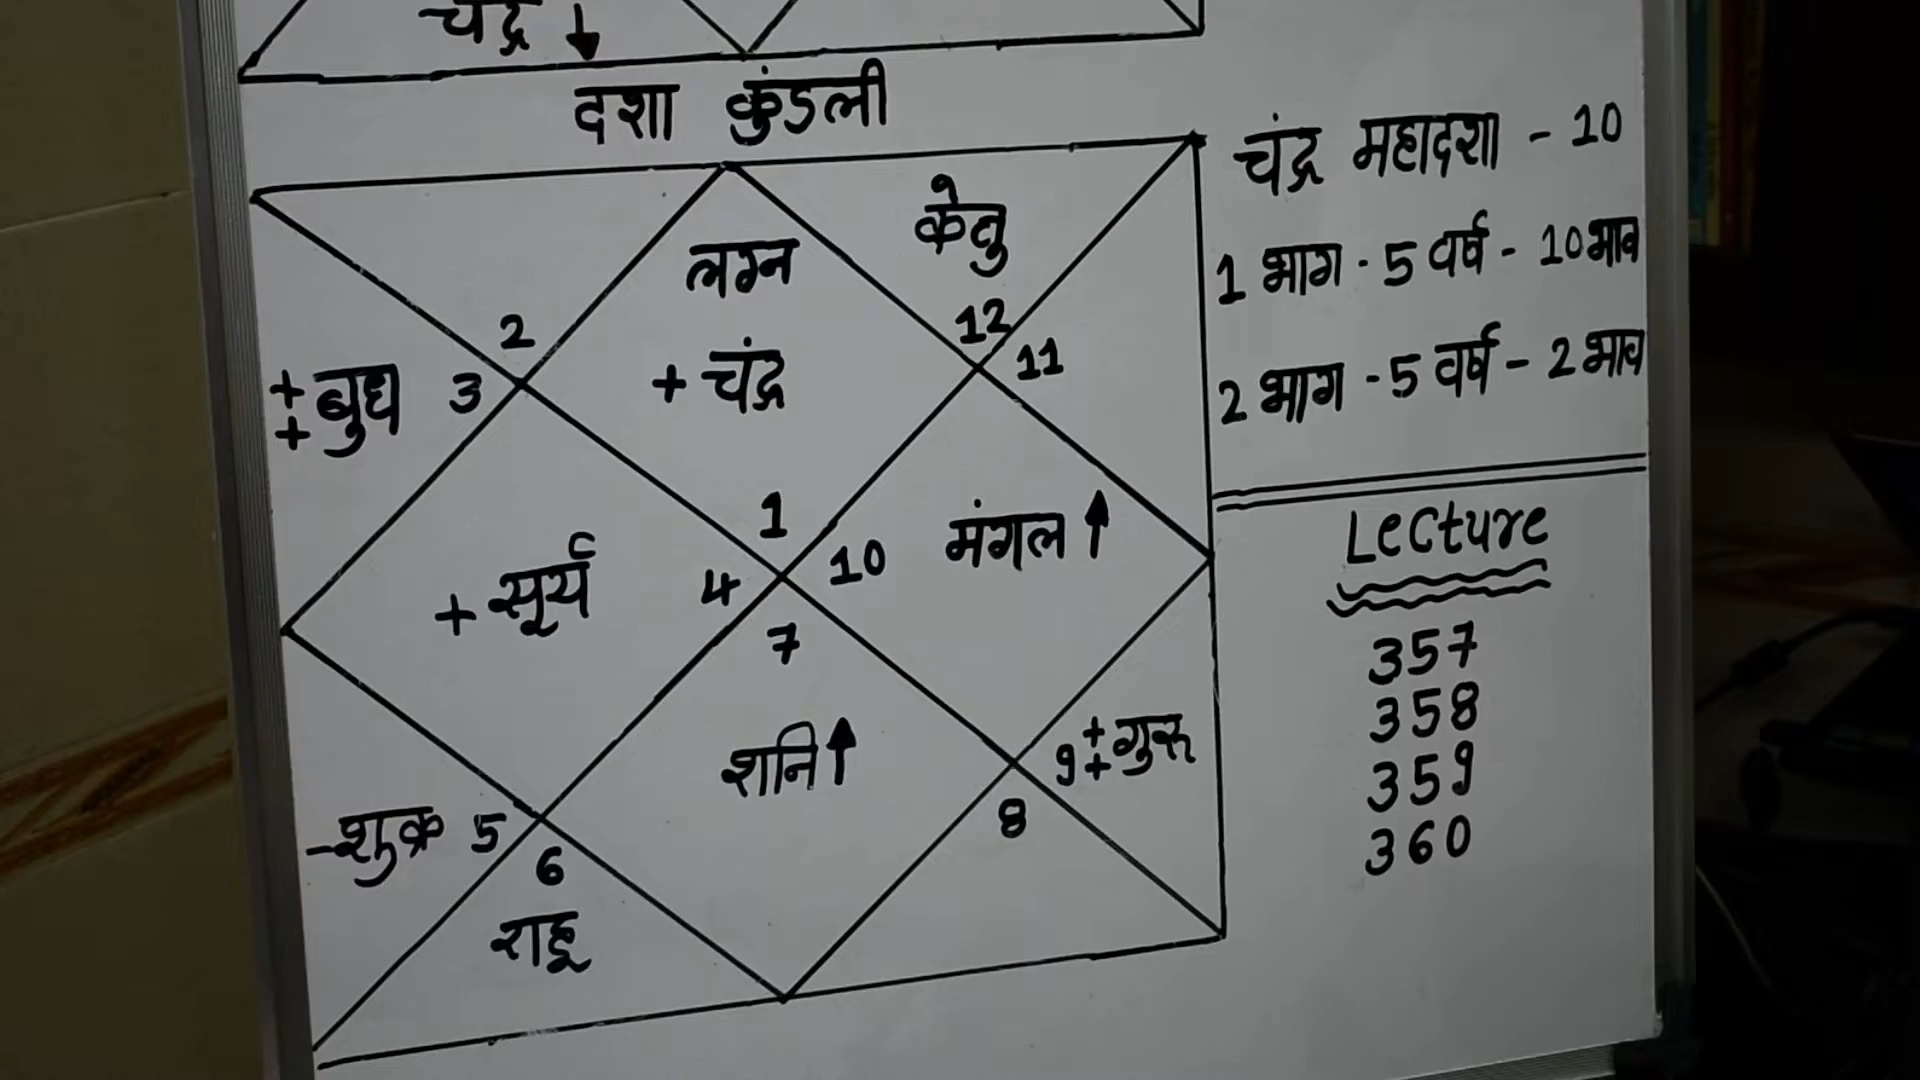 चंद्र ↓
दशा कुंडली
केतु
लग्न
12
11
2
3
++ बुध
+ चंद्र
1
मंगल ↑
10
+ सूर्य
4
7
शनि ↑
9 ++ गुरू
8
- शुक्र 5
6
राहू
चंद्र महादशा - 10
1 भाग - 5 वर्ष - 10 भाव
2 भाग - 5 वर्ष - 2 भाव
Lecture
357
358
359
360